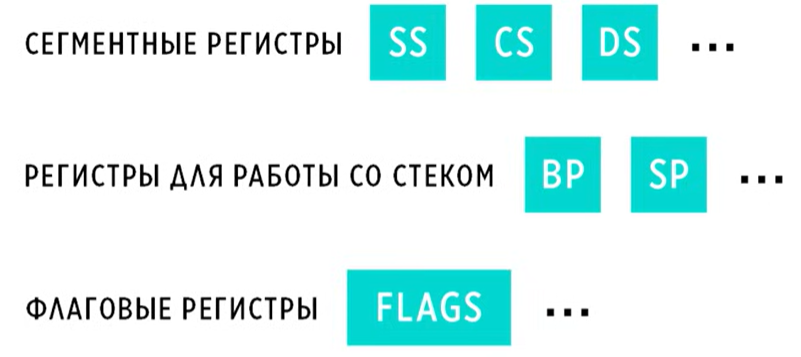 СЕГМЕНТНЫЕ РЕГИСТРЫ SS CS DS ...
РЕГИСТРЫ ДЛЯ РАБОТЫ СО СТЕКОМ BP SP ...
ФЛАГОВЫЕ РЕГИСТРЫ FLAGS ...